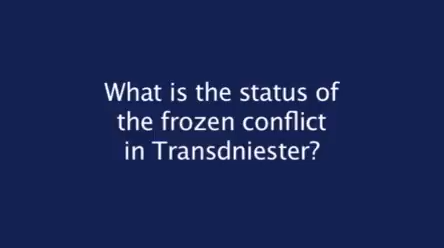 What is the status of
the frozen conflict
in Transdniester?